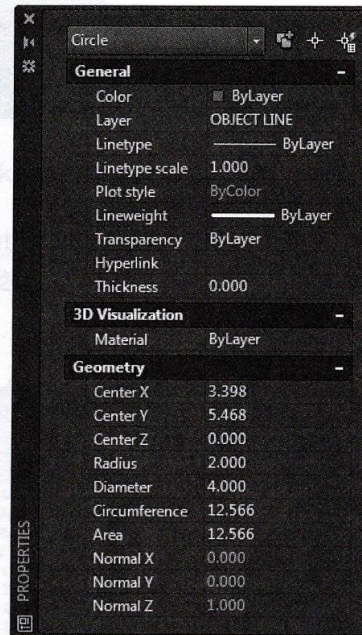 Circle
General
Color ByLayer
Layer OBJECT LINE
Linetype ByLayer
Linetype scale 1.000
Plot style ByColor
Lineweight ByLayer
Transparency ByLayer
Hyperlink
Thickness 0.000
3D Visualization
Material ByLayer
Geometry
Center X 3.398
Center Y 5.468
Center Z 0.000
Radius 2.000
Diameter 4.000
Circumference 12.566
Area 12.566
Normal X 0.000
Normal Y 0.000
Normal Z 1.000
PROPERTIES